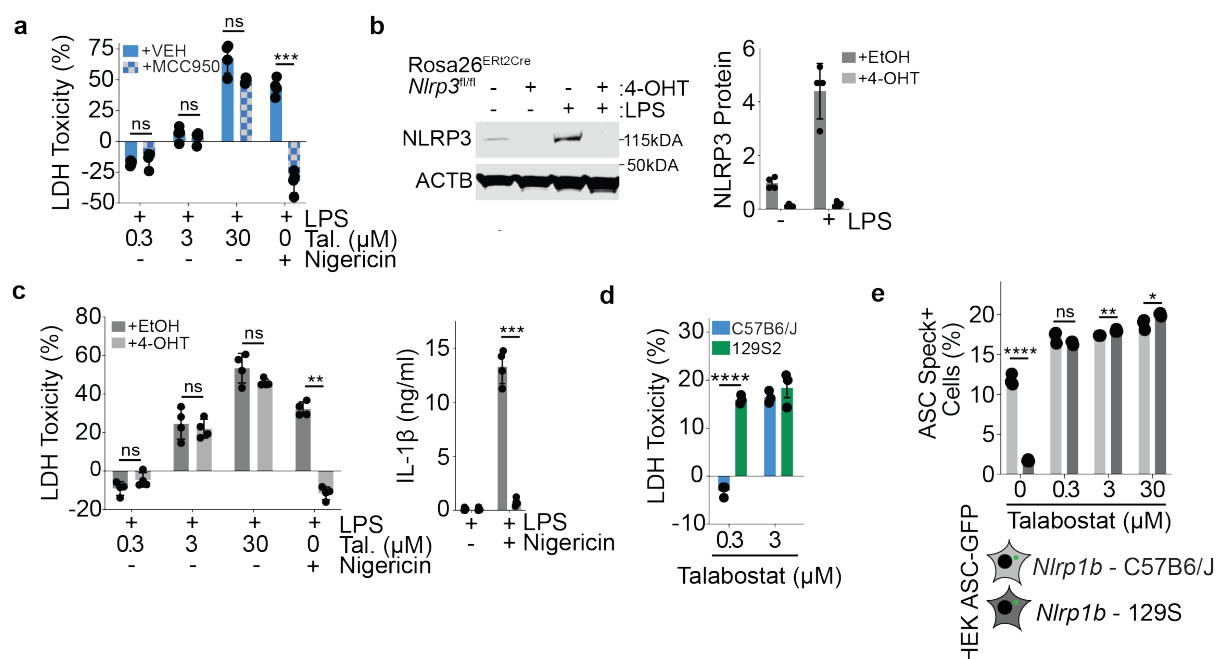 a
LDH Toxicity (%)
75
50
25
0
-25
-50
+VEH
+MCC950
ns
ns
ns
***
+ + + + LPS
0.3 3 30 0 Tal. (µM)
- - - + Nigericin
b
Rosa26ERt2Cre
Nlrp3fl/fl
- + - + :4-OHT
- - + + :LPS
NLRP3
115kDA
50kDA
ACTB
NLRP3 Protein
6
4
2
0
+EtOH
+4-OHT
- + LPS
c
LDH Toxicity (%)
80
60
40
20
0
-20
+EtOH
+4-OHT
ns
ns
ns
**
+ + + + LPS
0.3 3 30 0 Tal. (µM)
- - - + Nigericin
IL-1β (ng/ml)
15
10
5
0
***
+ + LPS
- + Nigericin
d
LDH Toxicity (%)
30
20
10
0
-10
C57B6/J
129S2
****
0.3 3
Talabostat (µM)
e
ASC Speck+
Cells (%)
20
15
10
5
0
****
ns
**
*
0 0.3 3 30
Talabostat (µM)
HEK ASC-GFP
Nlrp1b - C57B6/J
Nlrp1b - 129S